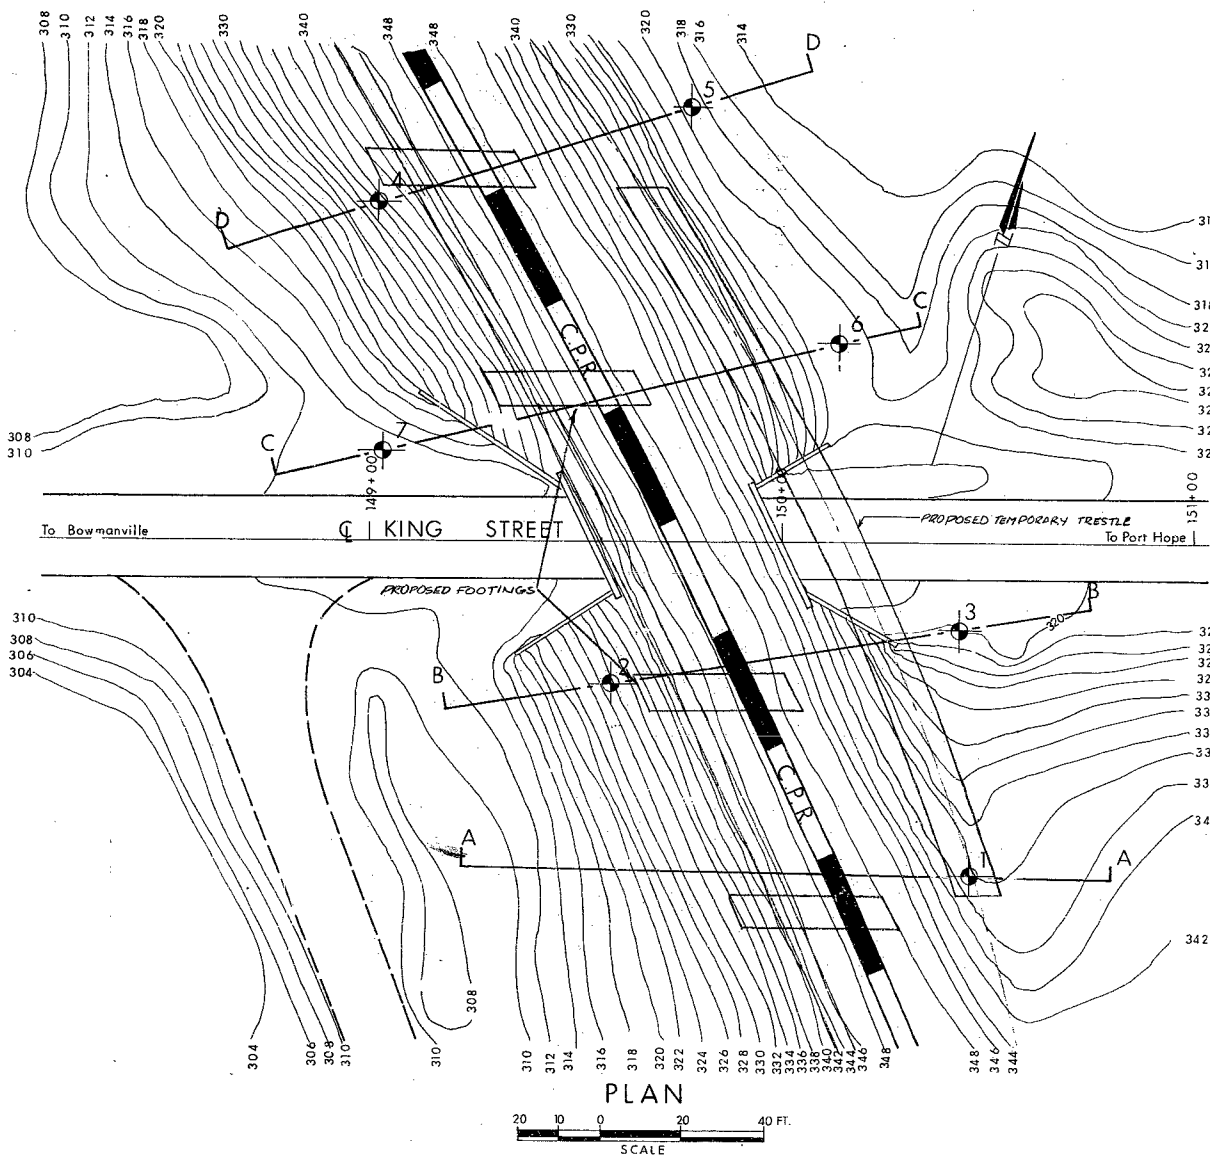 308 310 312 314 316 318 320 330 340 348 348 340 330 320 318 316 314
D
5
4
D
C
6
318
C.P.R
7
C
308
310
149+00
150+00
151+00
PROPOSED TEMPORARY TRESTLE
To Bowmanville
℄ KING STREET
To Port Hope
PROPOSED FOOTINGS
B
3
320
310
308
306
304
2
B
C.P.R
A
1
A
342
308
304 306 308 310 310 310 312 314 316 318 320 322 324 326 328 330 332 334 336 338 340 342 344 346 348 348 346 344
PLAN
20 10 0 20 40 FT.
SCALE